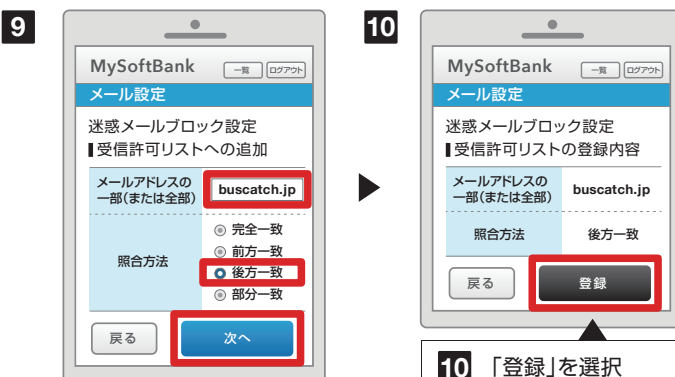 9
MySoftBank
一覧
ログアウト
メール設定
迷惑メールブロック設定
受信許可リストへの追加
メールアドレスの
一部(または全部)
buscatch.jp
照合方法
完全一致
前方一致
後方一致
部分一致
戻る
次へ
10
MySoftBank
一覧
ログアウト
メール設定
迷惑メールブロック設定
受信許可リストの登録内容
メールアドレスの
一部(または全部)
buscatch.jp
照合方法
後方一致
戻る
登録
10 「登録」を選択